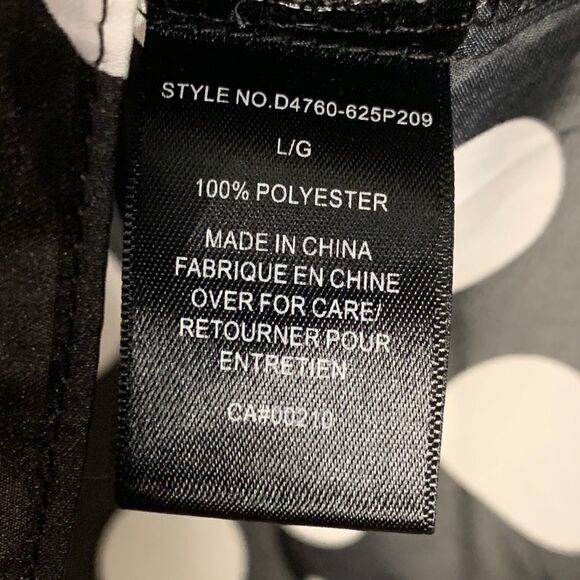 STYLE NO.D4760-625P209
L/G
100% POLYESTER
MADE IN CHINA
FABRIQUE EN CHINE
OVER FOR CARE/
RETOURNER POUR
ENTRETIEN
CA#00210